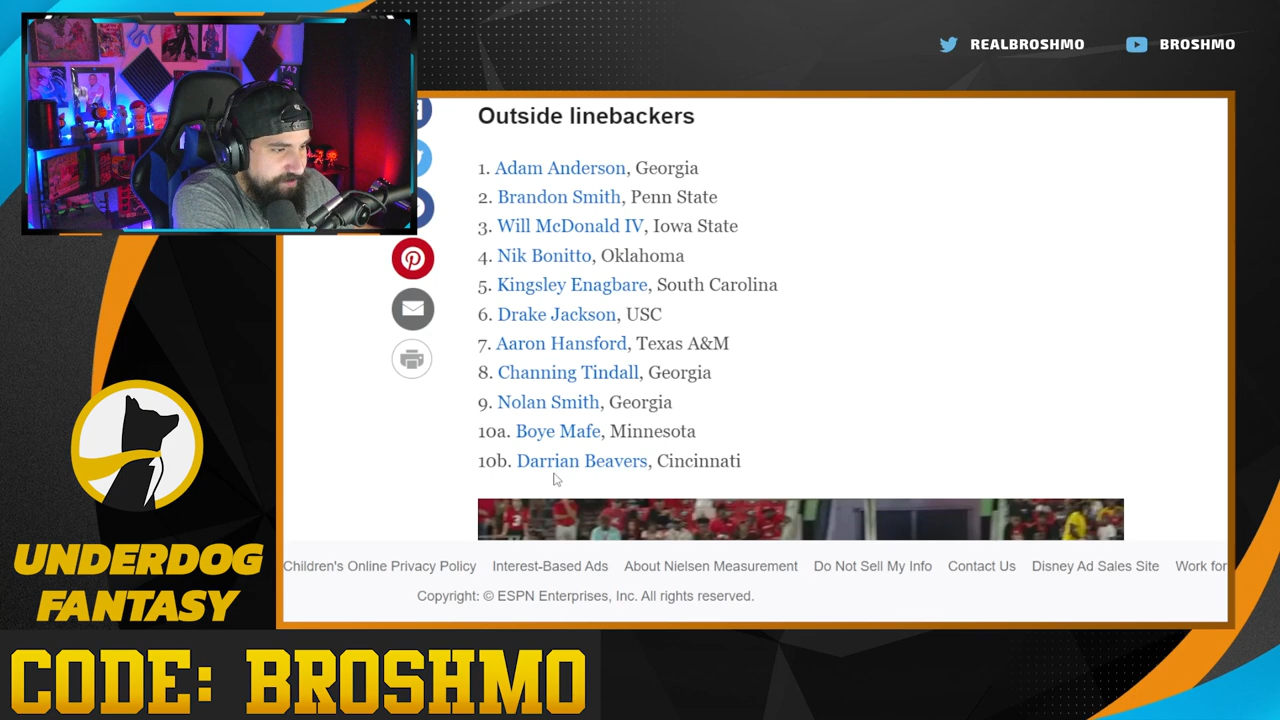 REALBROSHMO
BROSHMO
Outside linebackers
1. Adam Anderson, Georgia
2. Brandon Smith, Penn State
3. Will McDonald IV, Iowa State
4. Nik Bonitto, Oklahoma
5. Kingsley Enagbare, South Carolina
6. Drake Jackson, USC
7. Aaron Hansford, Texas A&M
8. Channing Tindall, Georgia
9. Nolan Smith, Georgia
10a. Boye Mafe, Minnesota
10b. Darrian Beavers, Cincinnati
Children's Online Privacy Policy Interest-Based Ads About Nielsen Measurement Do Not Sell My Info Contact Us Disney Ad Sales Site Work for
Copyright: © ESPN Enterprises, Inc. All rights reserved.
UNDERDOG
FANTASY
CODE: BROSHMO